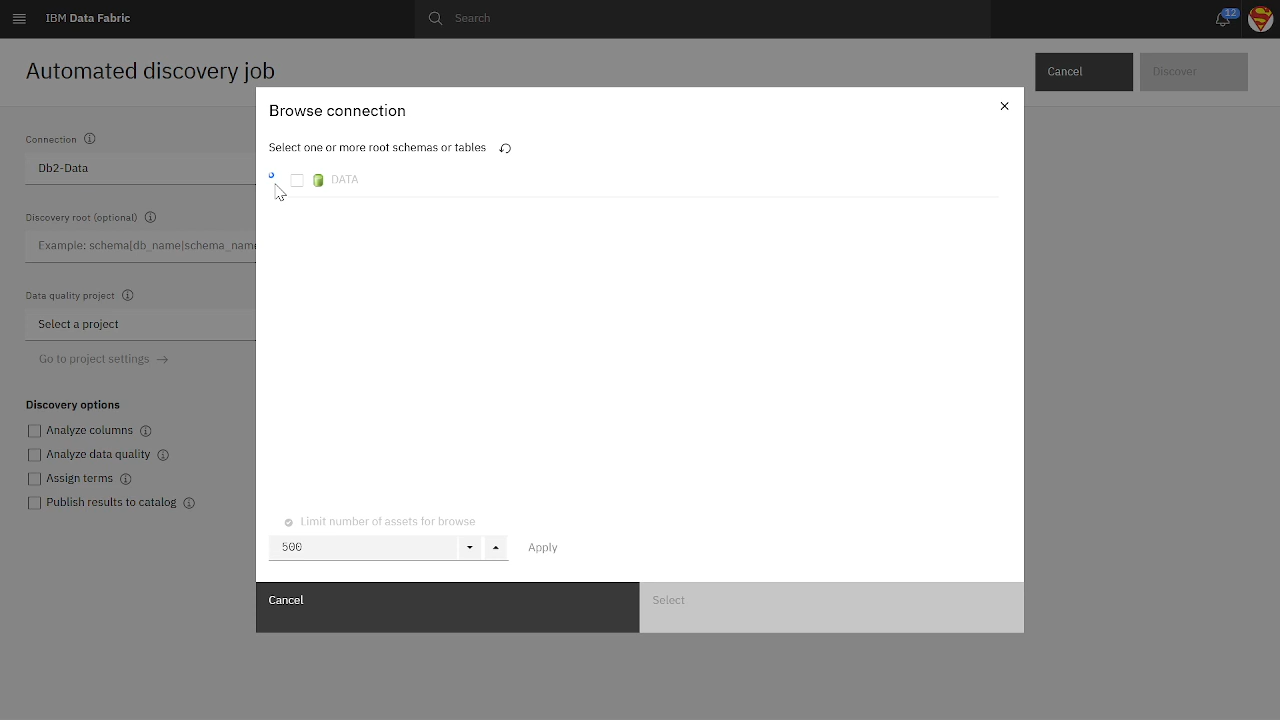 IBM Data Fabric
Search
12
Automated discovery job
Cancel
Discover
Connection
Db2-Data
Discovery root (optional)
Example: schema[db_name|schema_name
Data quality project
Select a project
Go to project settings
Discovery options
Analyze columns
Analyze data quality
Assign terms
Publish results to catalog
Browse connection
Select one or more root schemas or tables
DATA
Limit number of assets for browse
500
Apply
Cancel
Select